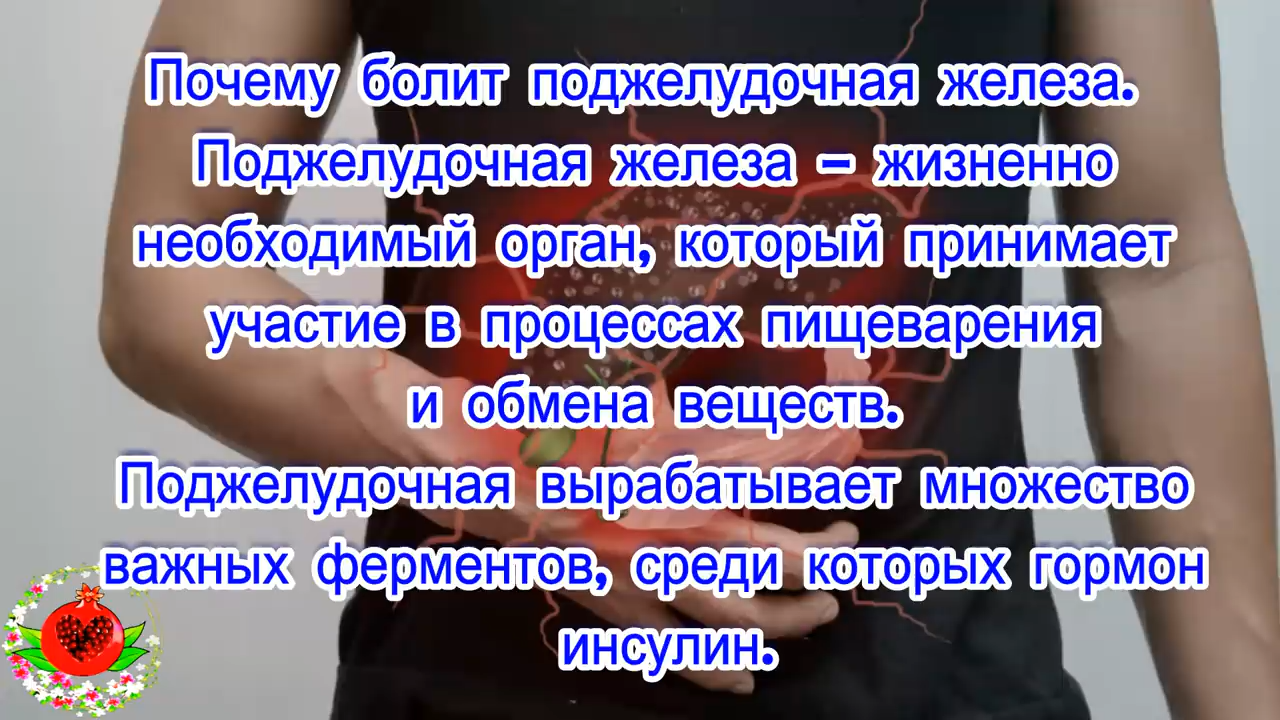 Почему болит поджелудочная железа.
Поджелудочная железа – жизненно
необходимый орган, который принимает
участие в процессах пищеварения
и обмена веществ.
Поджелудочная вырабатывает множество
важных ферментов, среди которых гормон
инсулин.